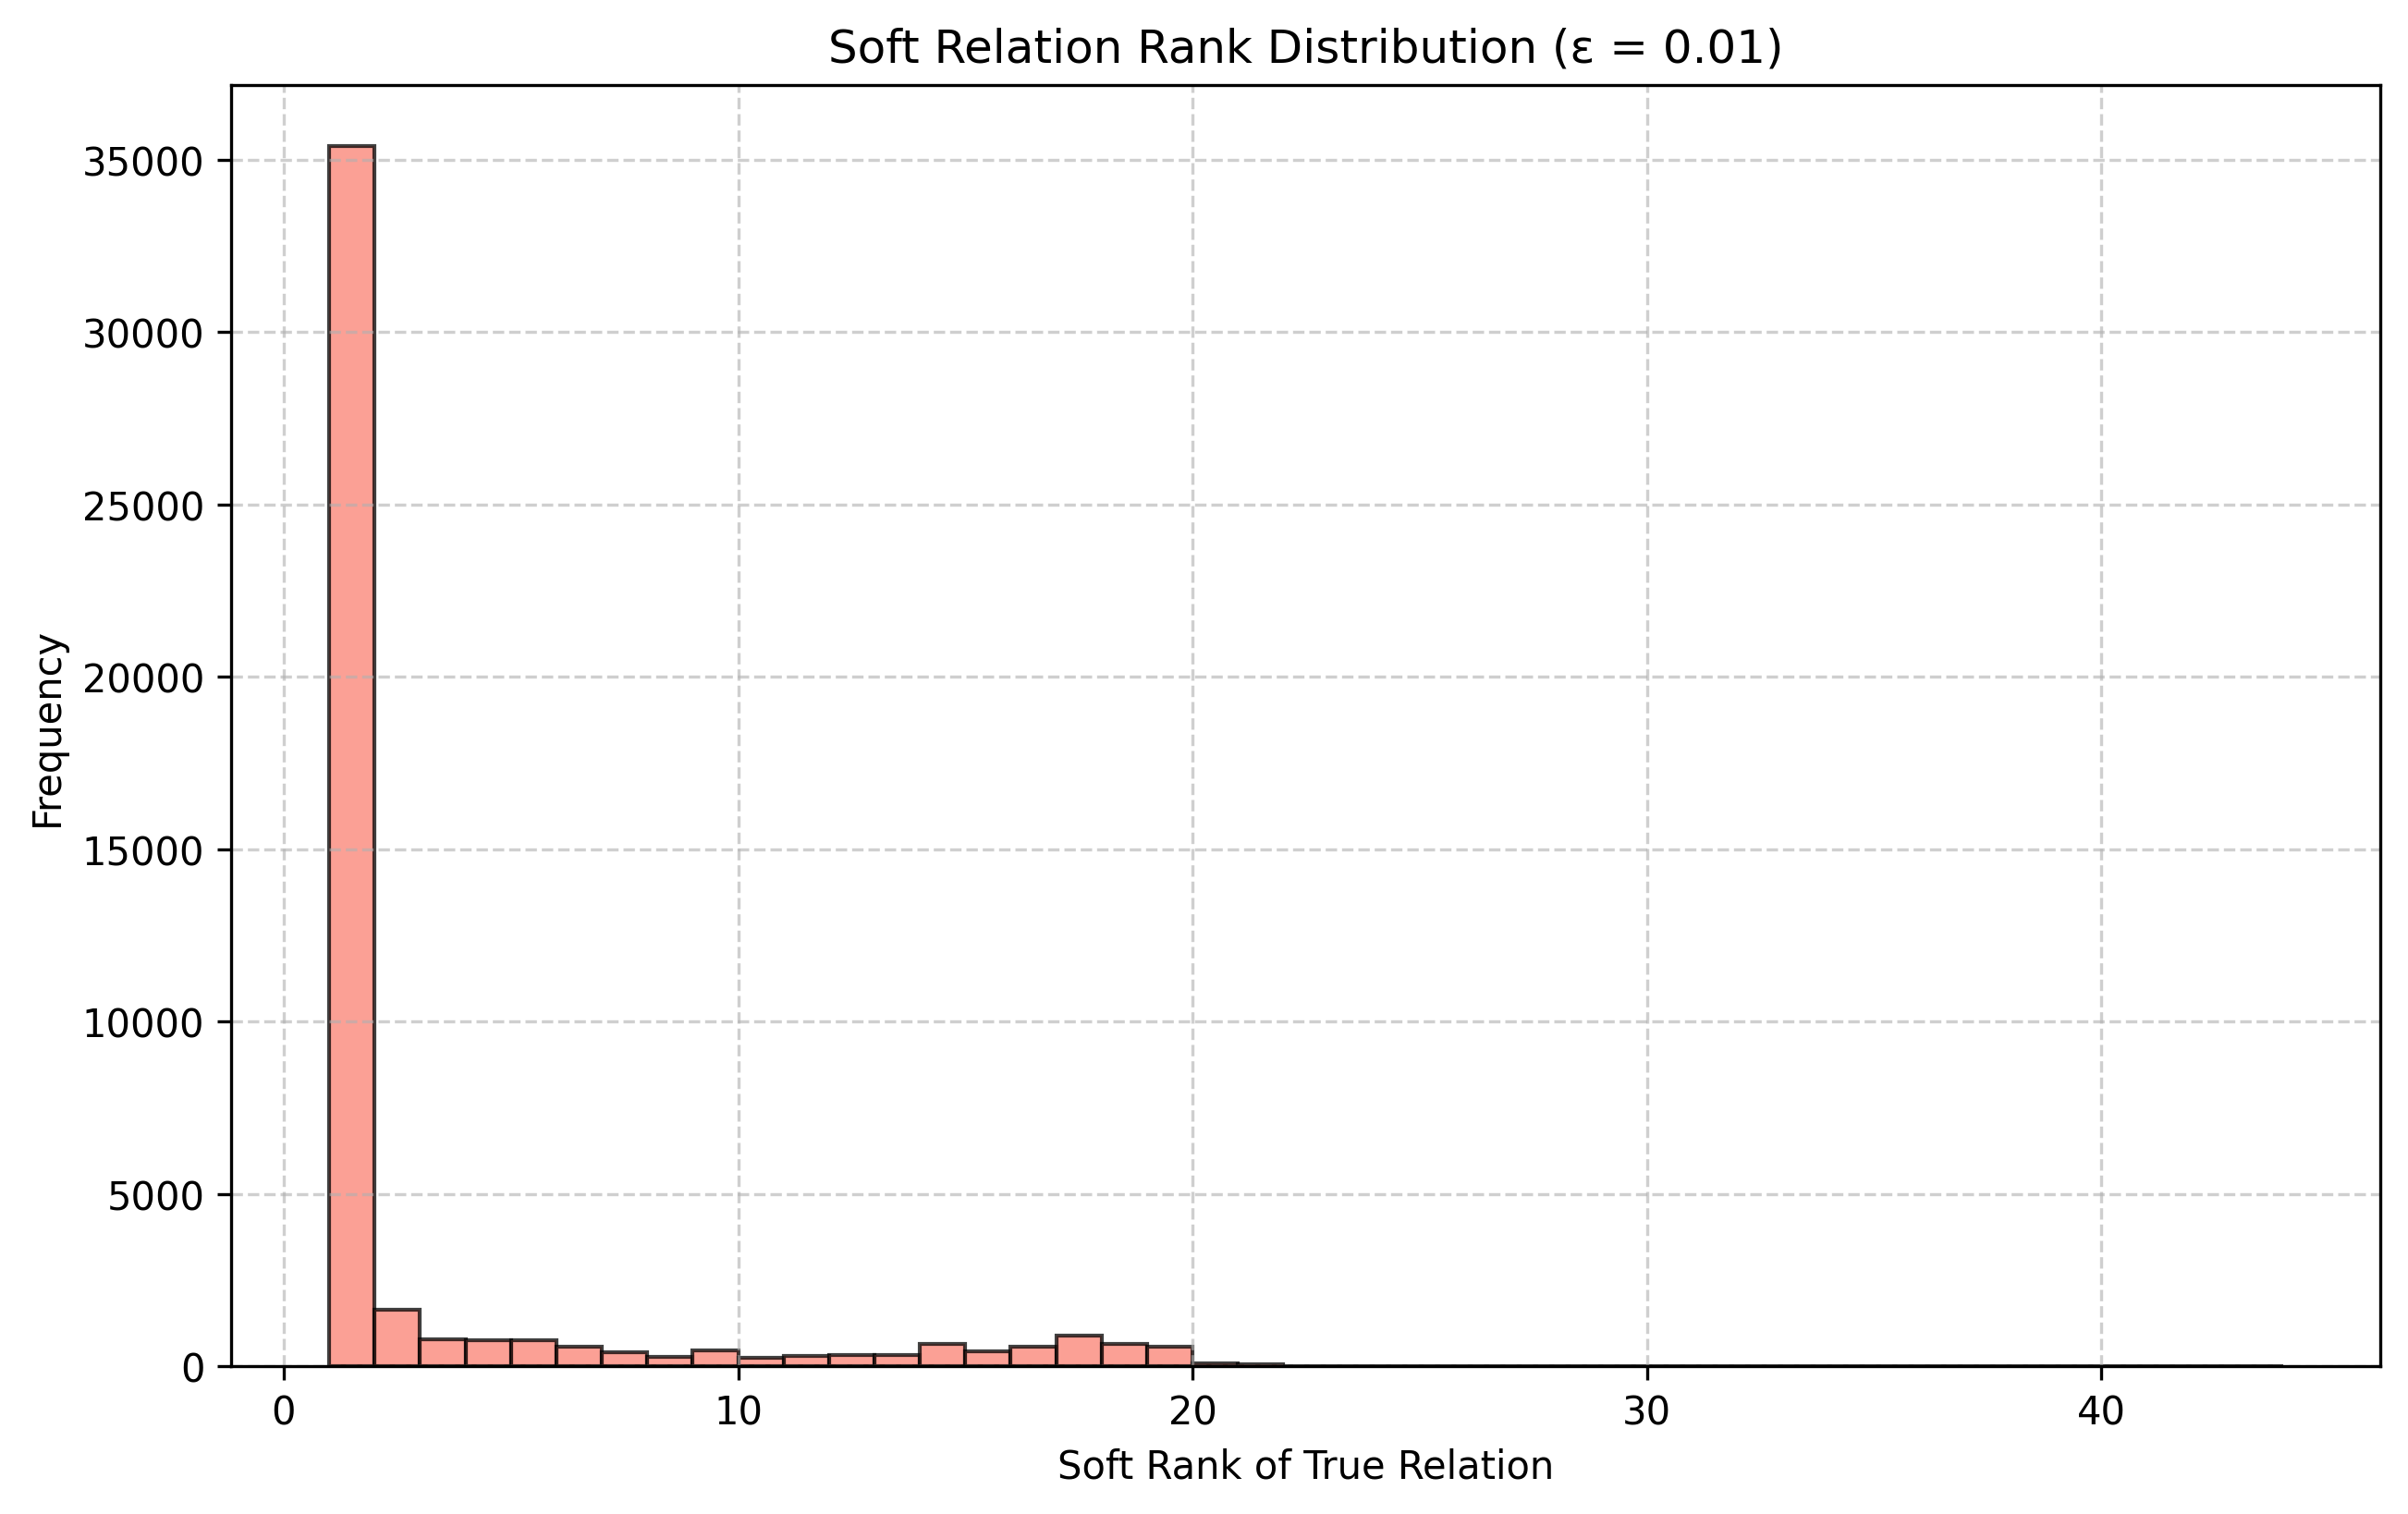 Soft Relation Rank Distribution (ε = 0.01)
35000
30000
25000
20000
15000
10000
5000
0
Frequency
0 10 20 30 40
Soft Rank of True Relation